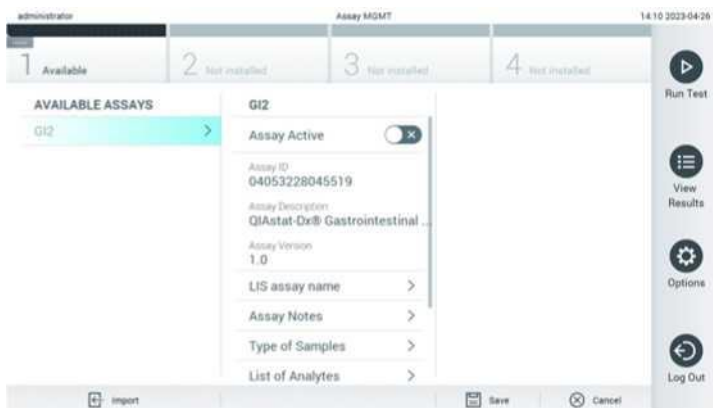 administrator Assay MGMT 14:10 2023-04-26
1 Available 2 Not installed 3 Not installed 4 Not installed
Run Test
AVAILABLE ASSAYS
GI2
GI2
Assay Active
Assay ID
04053228045519
Assay Description
QIAstat-Dx® Gastrointestinal ...
Assay Version
1.0
LIS assay name
Assay Notes
Type of Samples
List of Analytes
View
Results
Options
Log Out
Import Save Cancel